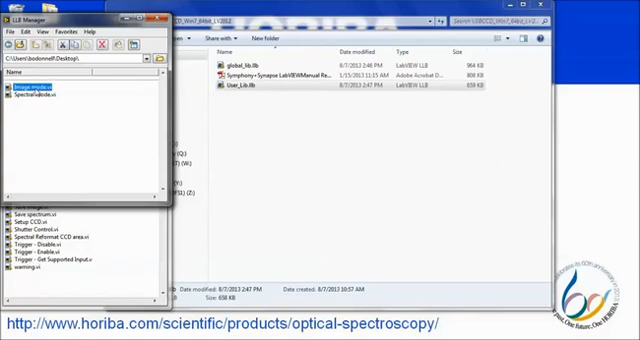 LLB Manager
File Edit View Favorites Help
C:\Users\bodonnell\Desktop\
Name
Image mode.vi
Spectral mode.vi
Save spectrum.vi
Setup CCD.vi
Shutter Control.vi
Spectral Reformat CCD area.vi
Trigger - Disable.vi
Trigger - Enable.vi
Trigger - Get Supported Input.v
warning.vi
CCD_Win7_64bit_LV2012
Search USBCCD_Win7_64bit_LV2...
Share with
New folder
Name Date modified Type Size
global_lib.llb 8/7/2013 2:46 PM LabVIEW LLB 964 KB
Symphony+Synapse LabVIEWManual Re... 1/15/2013 11:15 AM Adobe Acrobat D...
User_Lib.llb 8/7/2013 2:47 PM LabVIEW LLB 659 KB
Date modified: 8/7/2013 2:47 PM Date created: 8/7/2013 10:57 AM
Size: 658 KB
http://www.horiba.com/scientific/products/optical-spectroscopy/